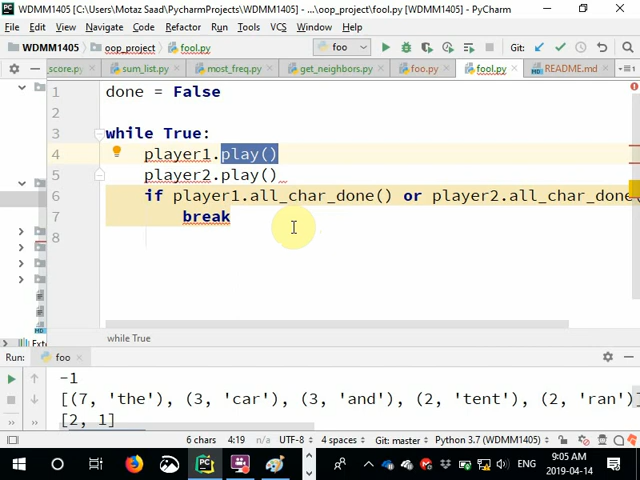 WDMM1405 [C:\Users\Motaz Saad\PycharmProjects\WDMM1405] - ...\oop_project\fool.py - PyCharm
File Edit View Navigate Code Refactor Run Tools VCS Window Help
WDMM1405 oop_project fool.py foo Git:
_score.py sum_list.py most_freq.py get_neighbors.py foo.py fool.py README.md
1 done = False
2
3 while True:
4 player1.play()
5 player2.play()
6 if player1.all_char_done() or player2.all_char_done(
7 break
8
while True
Exte
Run: foo
-1
[(7, 'the'), (3, 'car'), (3, 'and'), (2, 'tent'), (2, 'ran')]
[2, 1]
6 chars 4:19 n/a UTF-8 4 spaces Git: master Python 3.7 (WDMM1405)
ENG 9:05 AM
2019-04-14